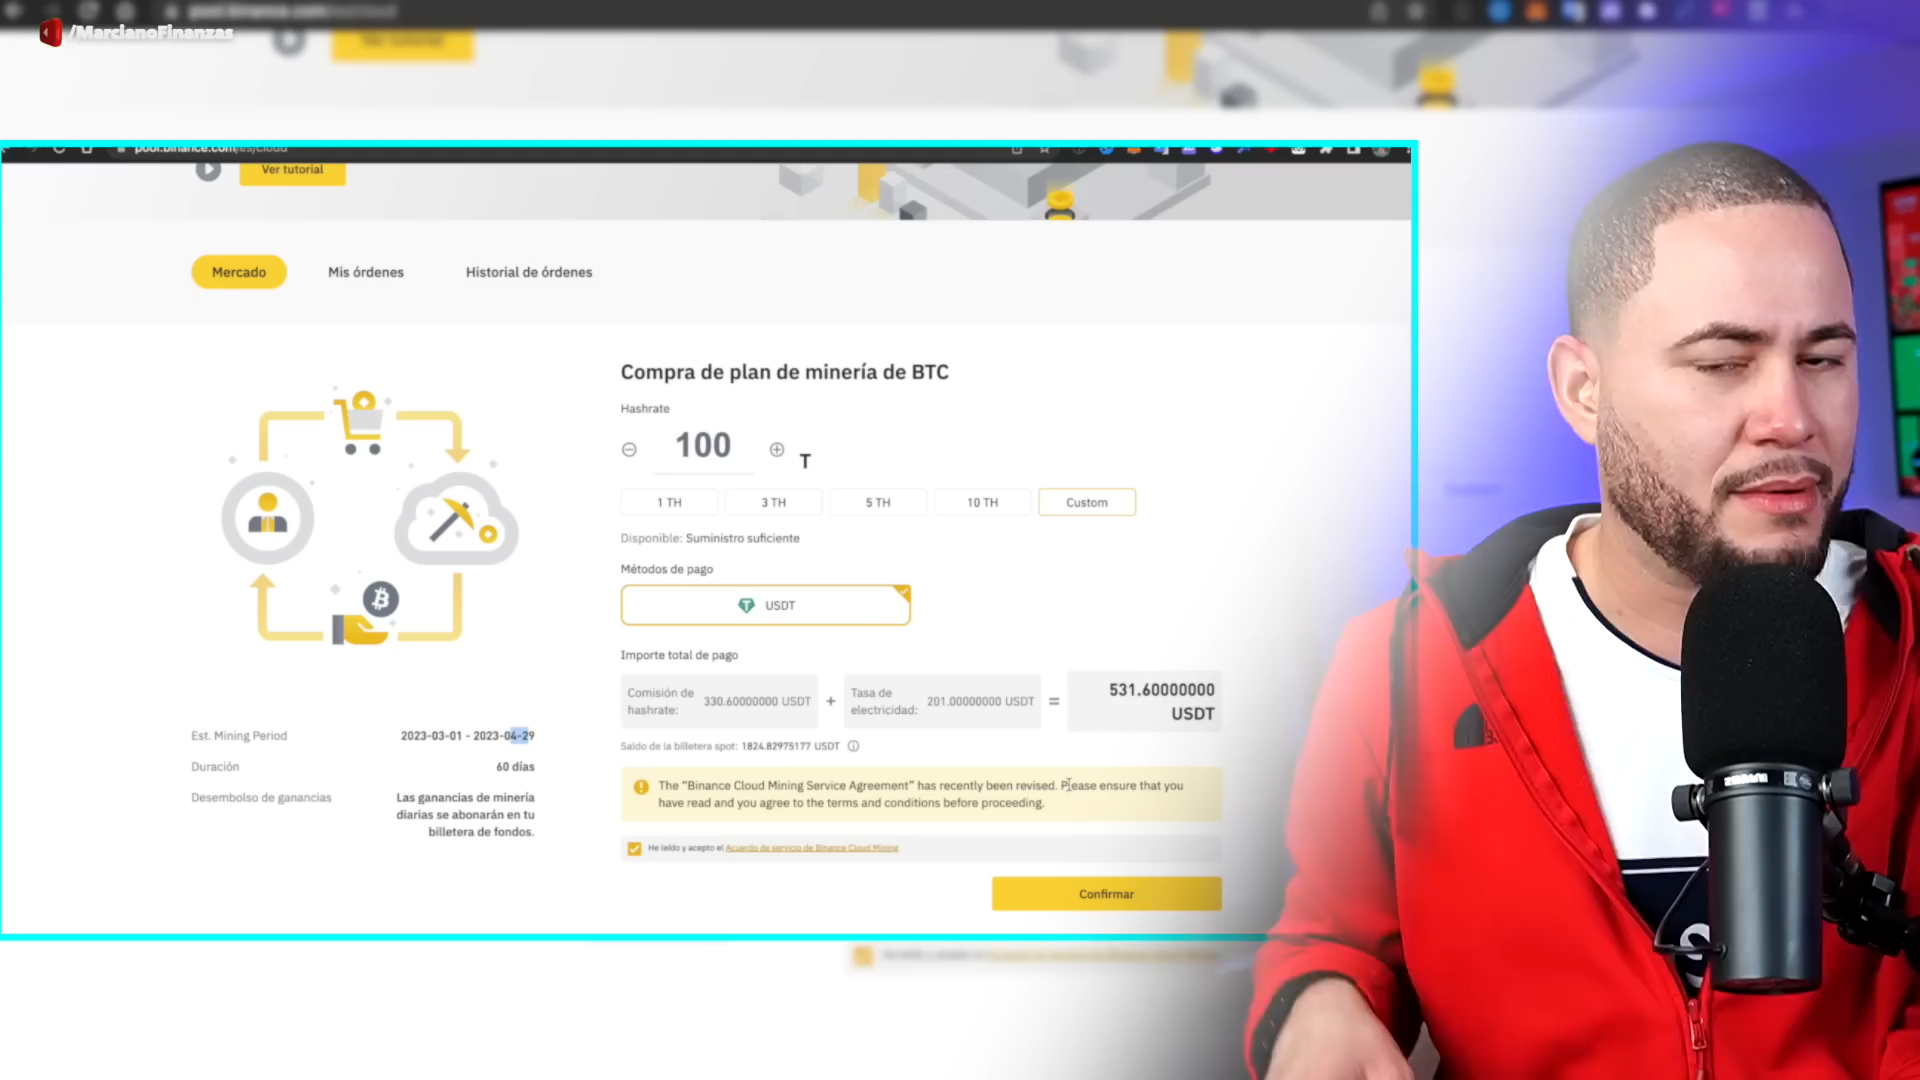 /MarcianoFinanzas
pool.binance.com/es/cloud
Ver tutorial
Mercado
Mis órdenes
Historial de órdenes
Compra de plan de minería de BTC
Hashrate
100
T
1 TH
3 TH
5 TH
10 TH
Custom
Disponible: Suministro suficiente
Métodos de pago
USDT
Importe total de pago
Comisión de
hashrate:
330.60000000 USDT
+
Tasa de
electricidad:
201.00000000 USDT
=
531.60000000
USDT
Saldo de la billetera spot: 1824.82975177 USDT
Est. Mining Period
2023-03-01 - 2023-04-29
Duración
60 días
Desembolso de ganancias
Las ganancias de minería
diarias se abonarán en tu
billetera de fondos.
The “Binance Cloud Mining Service Agreement” has recently been revised. Please ensure that you
have read and you agree to the terms and conditions before proceeding.
He leído y acepto el Acuerdo de servicio de Binance Cloud Mining
Confirmar